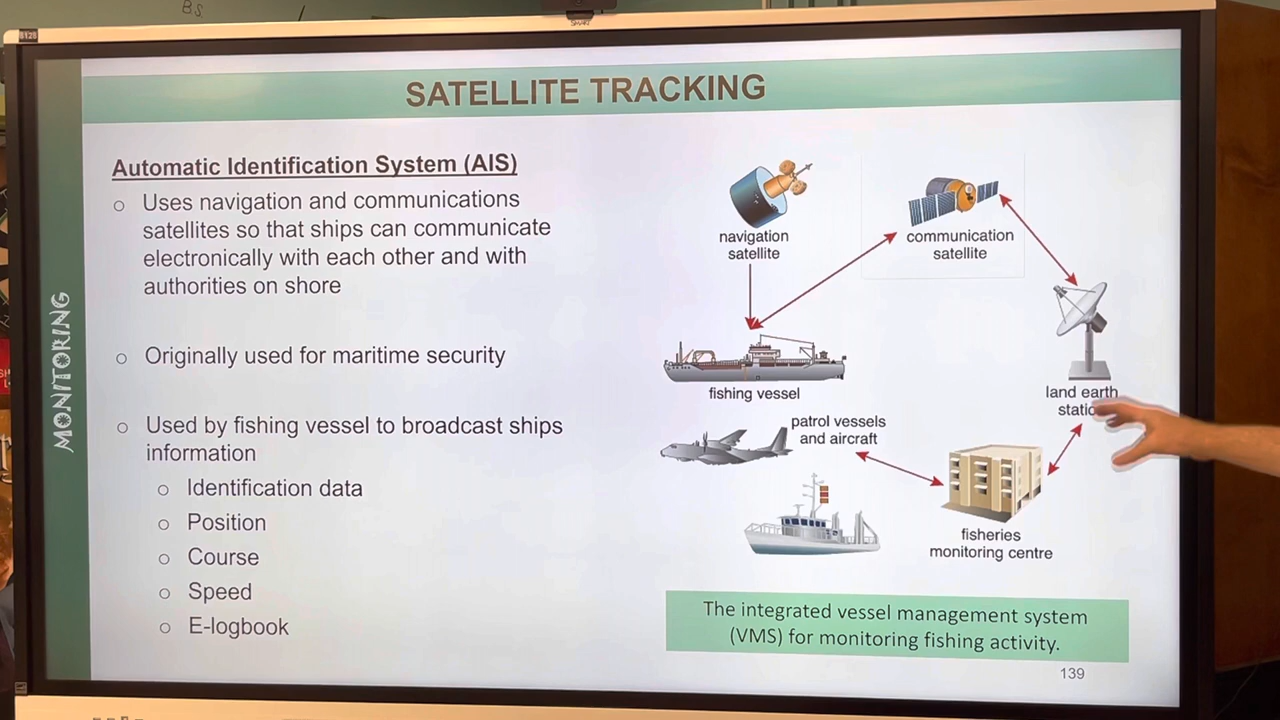 B.S.
SMART
SATELLITE TRACKING
MONITORING
Automatic Identification System (AIS)
Uses navigation and communications
satellites so that ships can communicate
electronically with each other and with
authorities on shore
Originally used for maritime security
Used by fishing vessel to broadcast ships
information
Identification data
Position
Course
Speed
E-logbook
navigation
satellite
communication
satellite
fishing vessel
land earth
patrol vessels
and aircraft
fisheries
monitoring centre
The integrated vessel management system
(VMS) for monitoring fishing activity.
139